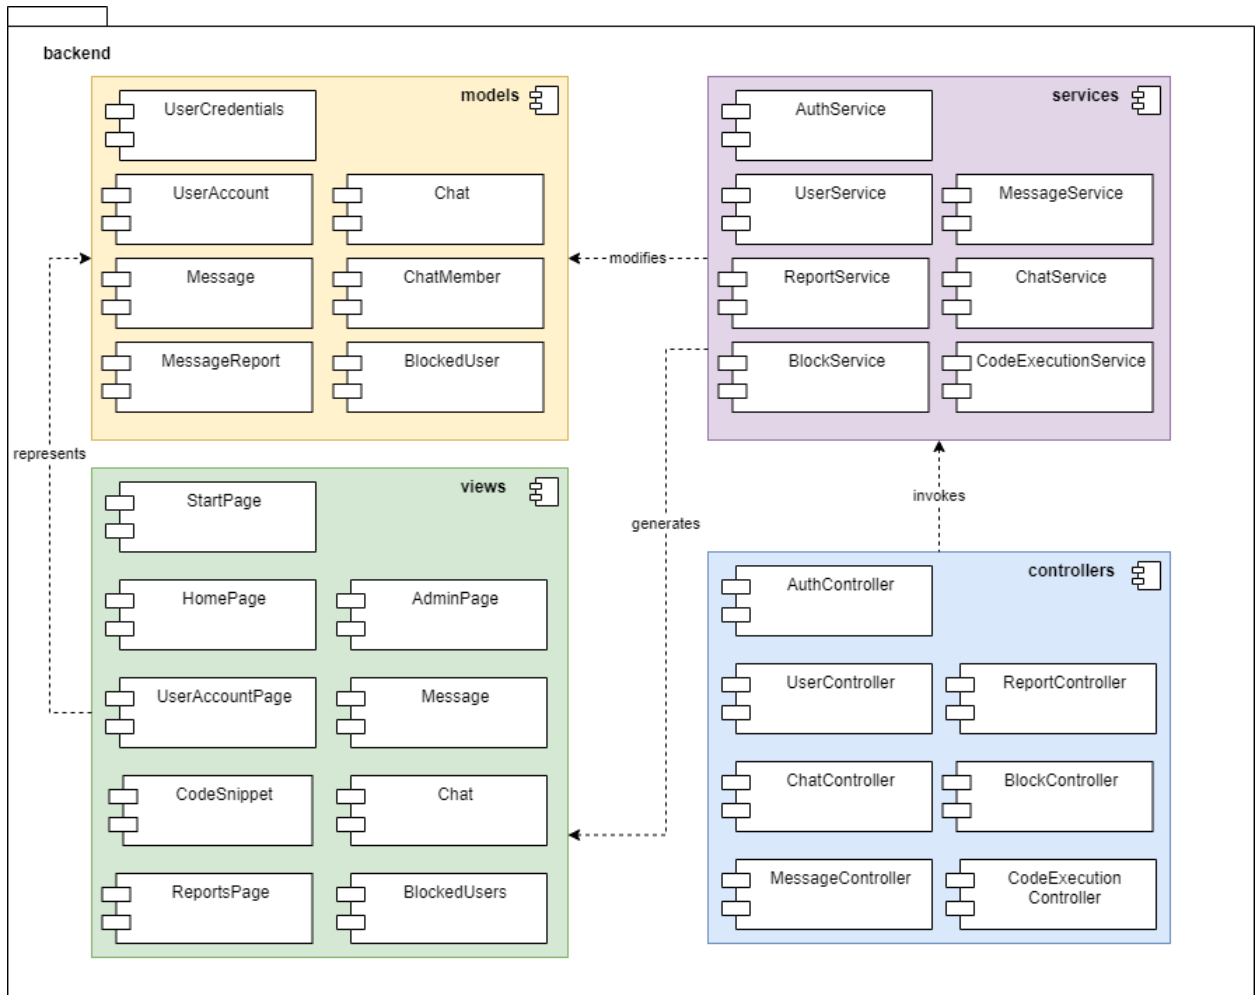 backend
models
UserCredentials
UserAccount
Chat
Message
ChatMember
MessageReport
BlockedUser
services
AuthService
UserService
MessageService
ReportService
ChatService
BlockService
CodeExecutionService
modifies
represents
generates
invokes
views
StartPage
HomePage
AdminPage
UserAccountPage
Message
CodeSnippet
Chat
ReportsPage
BlockedUsers
controllers
AuthController
UserController
ReportController
ChatController
BlockController
MessageController
CodeExecution
Controller